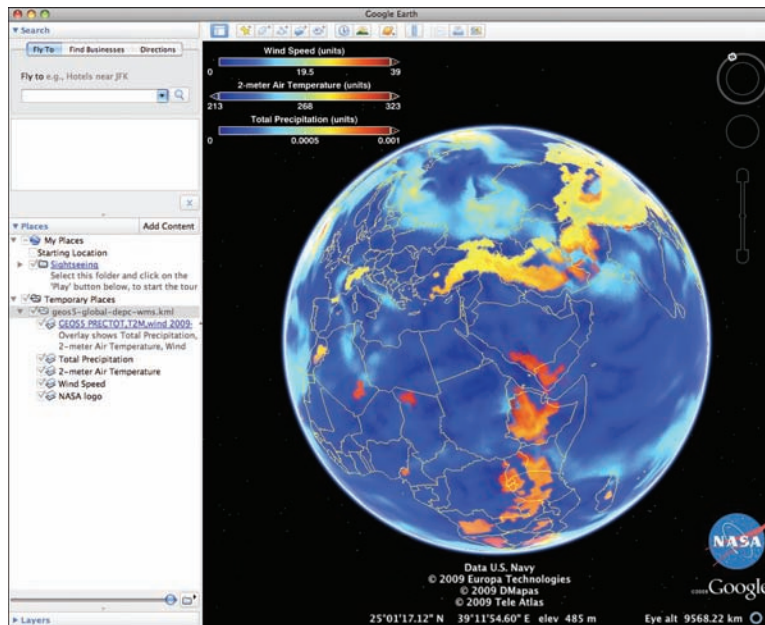 Google Earth
Search
Fly To
Find Businesses
Directions
Fly to e.g., Hotels near JFK
Places
Add Content
My Places
Starting Location
Sightseeing
Select this folder and click on the
'Play' button below, to start the tour
Temporary Places
geos5-global-depc-wms.kml
GEOS5 PRECTOT,T2M,wind 2009-
Overlay shows Total Precipitation,
2-meter Air Temperature, Wind
Total Precipitation
2-meter Air Temperature
Wind Speed
NASA logo
Layers
Wind Speed (units)
0 19.5 39
2-meter Air Temperature (units)
213 268 323
Total Precipitation (units)
0 0.0005 0.001
N
NASA
Data U.S. Navy
© 2009 Europa Technologies
© 2009 DMapas
© 2009 Tele Atlas
©2009 Google
25°01'17.12" N 39°11'54.60" E elev 485 m Eye alt 9568.22 km